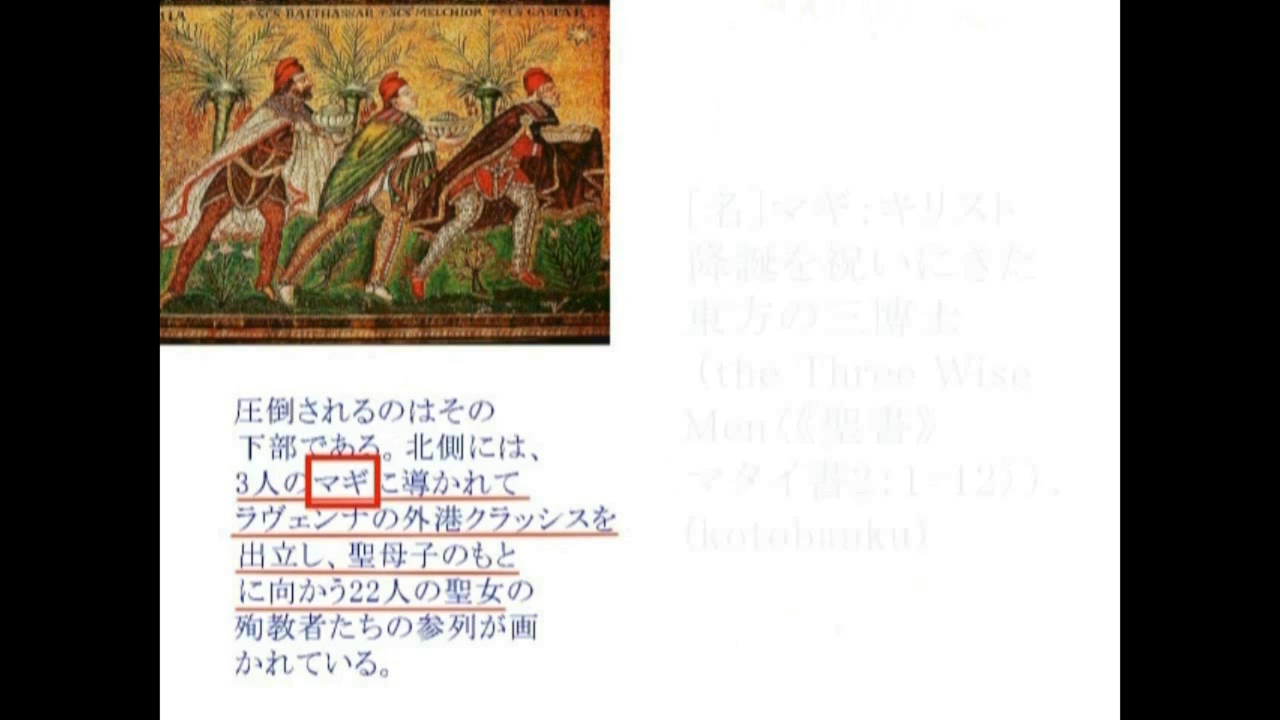 +SCS BALTHASSAR +SCS MELCHIOR +SCS GASPAR
圧倒されるのはその
下部である。北側には、
3人のマギに導かれて
ラヴェンナの外港クラッシスを
出立し、聖母子のもと
に向かう22人の聖女の
殉教者たちの参列が画
かれている。
[名]マギ:キリスト
降誕を祝いにきた
東方の三博士
(the Three Wise
Men(《聖書》
マタイ書2:1-12)).
(kotobanku)